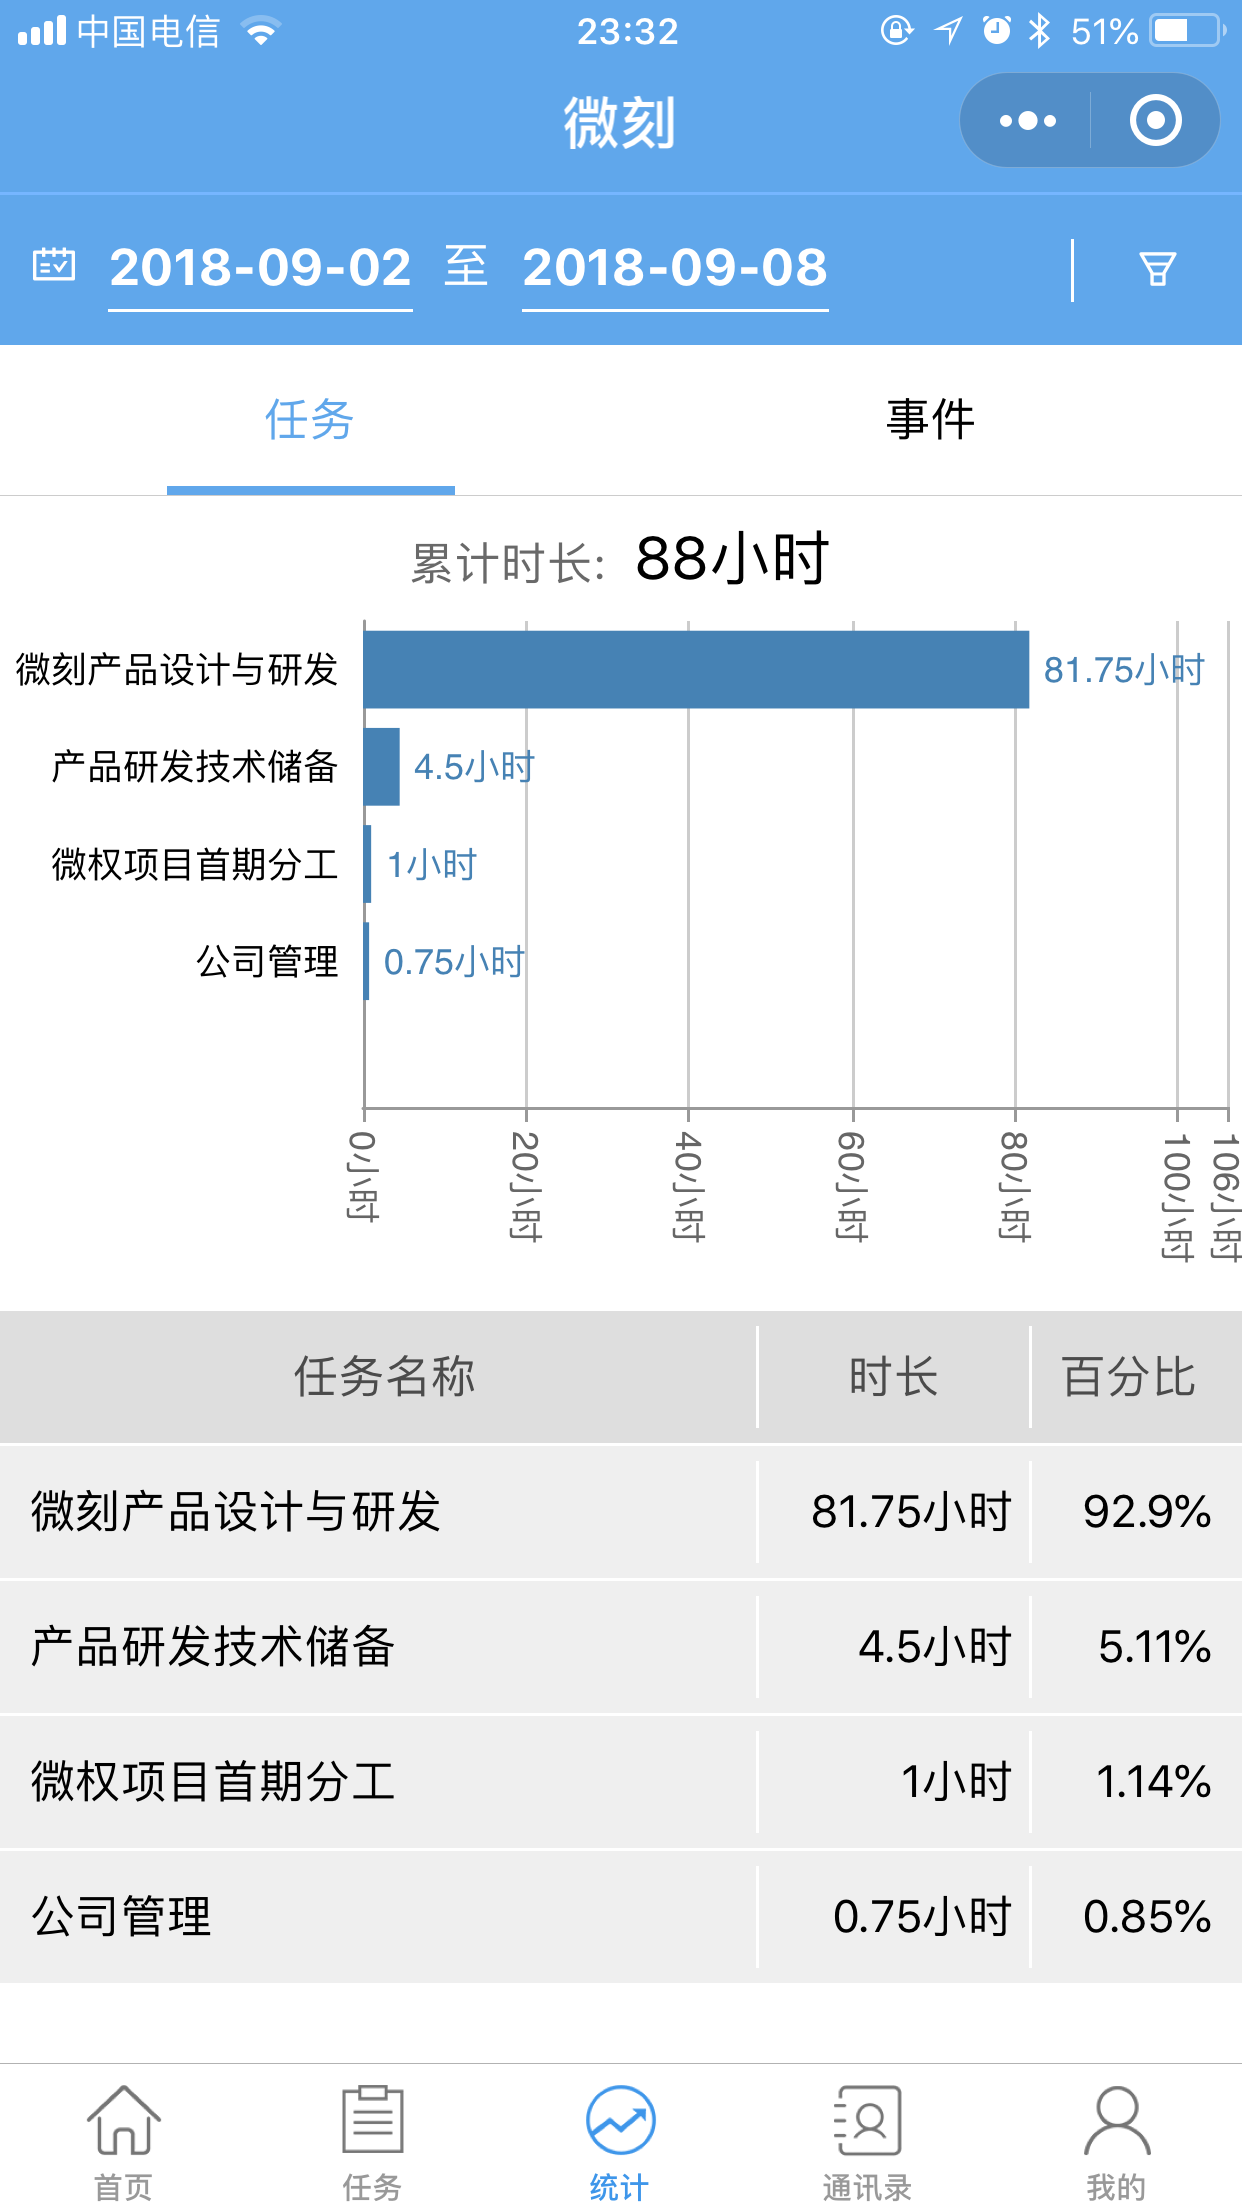 中国电信 23:32 51%
微刻
2018-09-02 至 2018-09-08
任务 事件
累计时长: 88小时
微刻产品设计与研发 81.75小时
产品研发技术储备 4.5小时
微权项目首期分工 1小时
公司管理 0.75小时
0小时 20小时 40小时 60小时 80小时 100小时 106小时
任务名称 时长 百分比
微刻产品设计与研发 81.75小时 92.9%
产品研发技术储备 4.5小时 5.11%
微权项目首期分工 1小时 1.14%
公司管理 0.75小时 0.85%
首页 任务 统计 通讯录 我的